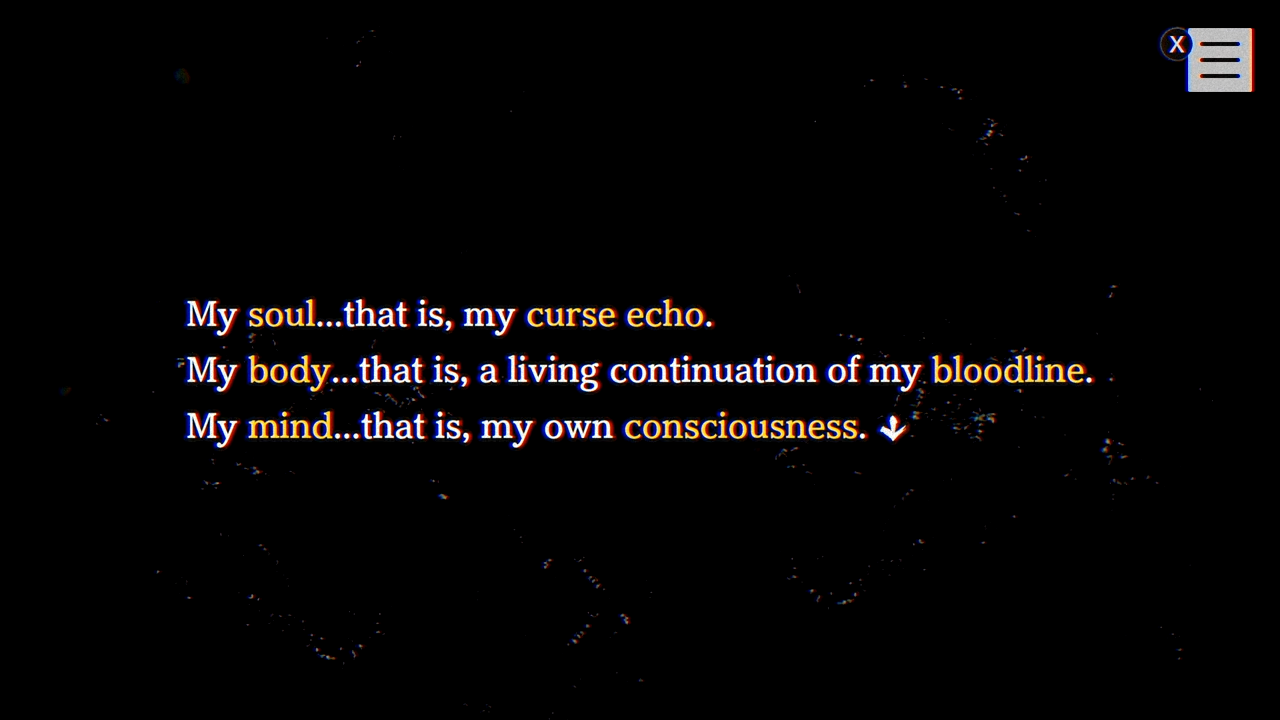 X
My soul...that is, my curse echo.
My body...that is, a living continuation of my bloodline.
My mind...that is, my own consciousness.